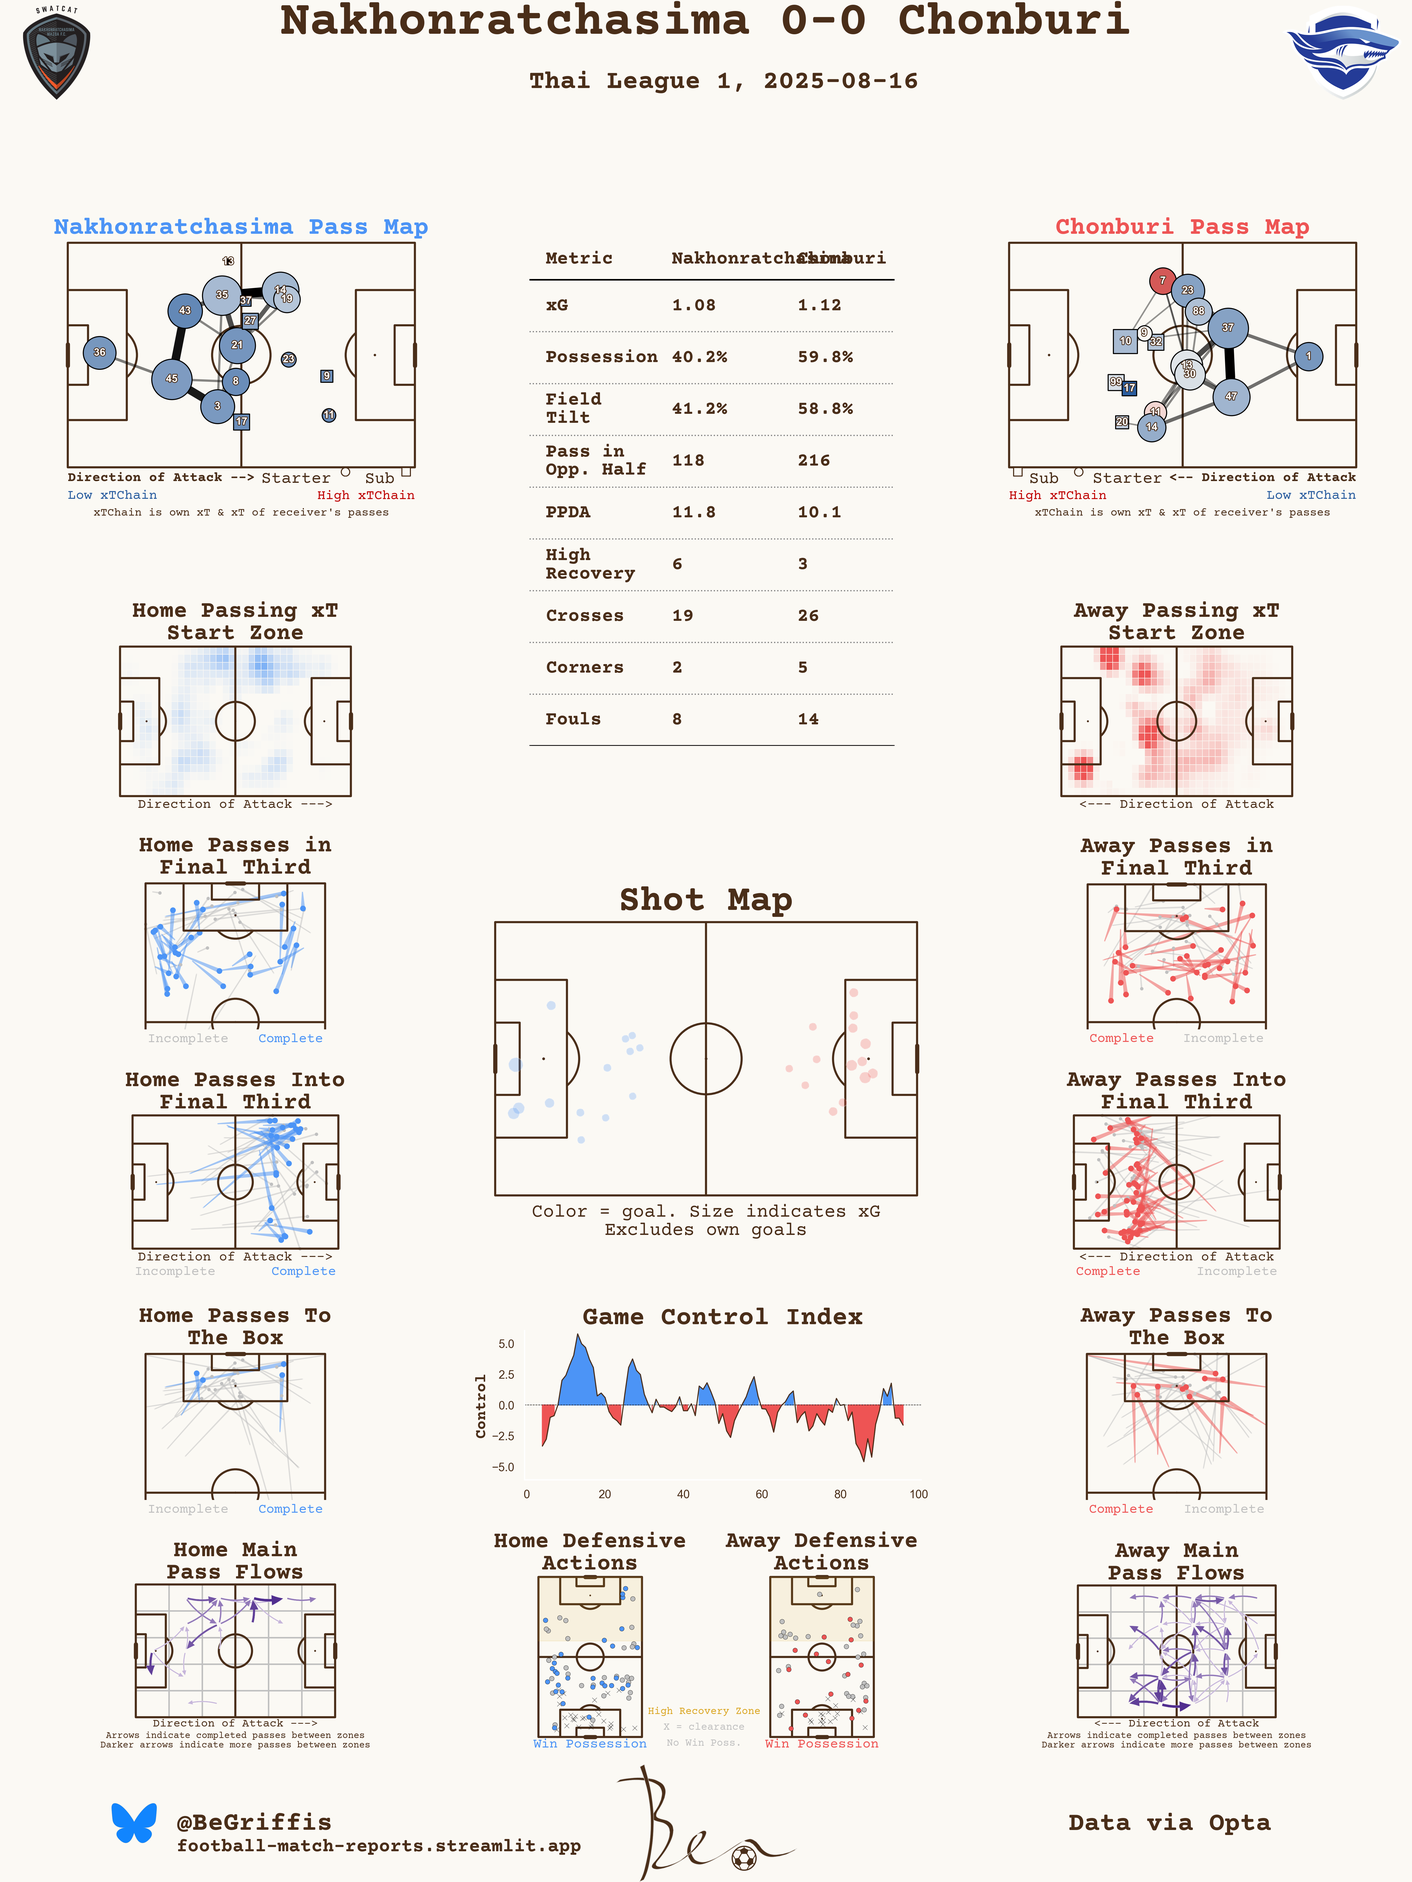 Nakhonratchasima 0-0 Chonburi
Thai League 1, 2025-08-16
SWATCAT
Nakhonratchasima Pass Map
13
35
14
19
37
43
27
21
36
23
45
8
9
3
11
17
Direction of Attack --> Starter Sub
Low xTChain High xTChain
xTChain is own xT & xT of receiver's passes
Metric Nakhonratchasima Chonburi
xG 1.08 1.12
Possession 40.2% 59.8%
Field
Tilt 41.2% 58.8%
Pass in
Opp. Half 118 216
PPDA 11.8 10.1
High
Recovery 6 3
Crosses 19 26
Corners 2 5
Fouls 8 14
Chonburi Pass Map
7
23
88
37
9
10
32
1
13
30
99
17
47
11
20
14
Sub Starter <-- Direction of Attack
High xTChain Low xTChain
xTChain is own xT & xT of receiver's passes
Home Passing xT
Start Zone
Direction of Attack --->
Away Passing xT
Start Zone
<--- Direction of Attack
Home Passes in
Final Third
Incomplete Complete
Shot Map
Color = goal. Size indicates xG
Excludes own goals
Away Passes in
Final Third
Complete Incomplete
Home Passes Into
Final Third
Direction of Attack --->
Incomplete Complete
Away Passes Into
Final Third
<--- Direction of Attack
Complete Incomplete
Home Passes To
The Box
Incomplete Complete
Game Control Index
Control
5.0
2.5
0.0
−2.5
−5.0
0 20 40 60 80 100
Away Passes To
The Box
Complete Incomplete
Home Main
Pass Flows
Direction of Attack --->
Arrows indicate completed passes between zones
Darker arrows indicate more passes between zones
Home Defensive
Actions
Win Possession
Away Defensive
Actions
Win Possession
High Recovery Zone
X = clearance
No Win Poss.
Away Main
Pass Flows
<--- Direction of Attack
Arrows indicate completed passes between zones
Darker arrows indicate more passes between zones
@BeGriffis
football-match-reports.streamlit.app
Ben
Data via Opta